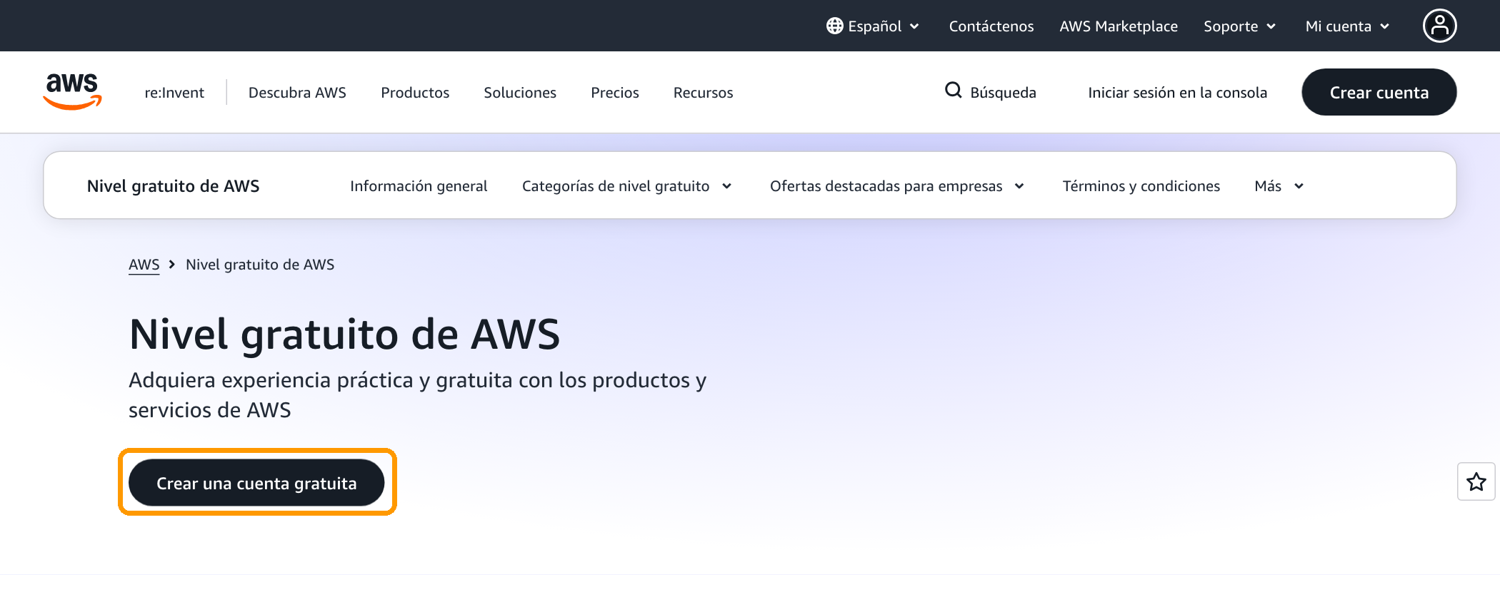 Español Contáctenos AWS Marketplace Soporte Mi cuenta
aws re:Invent Descubra AWS Productos Soluciones Precios Recursos Búsqueda Iniciar sesión en la consola Crear cuenta
Nivel gratuito de AWS Información general Categorías de nivel gratuito Ofertas destacadas para empresas Términos y condiciones Más
AWS Nivel gratuito de AWS
Nivel gratuito de AWS
Adquiera experiencia práctica y gratuita con los productos y
servicios de AWS
Crear una cuenta gratuita